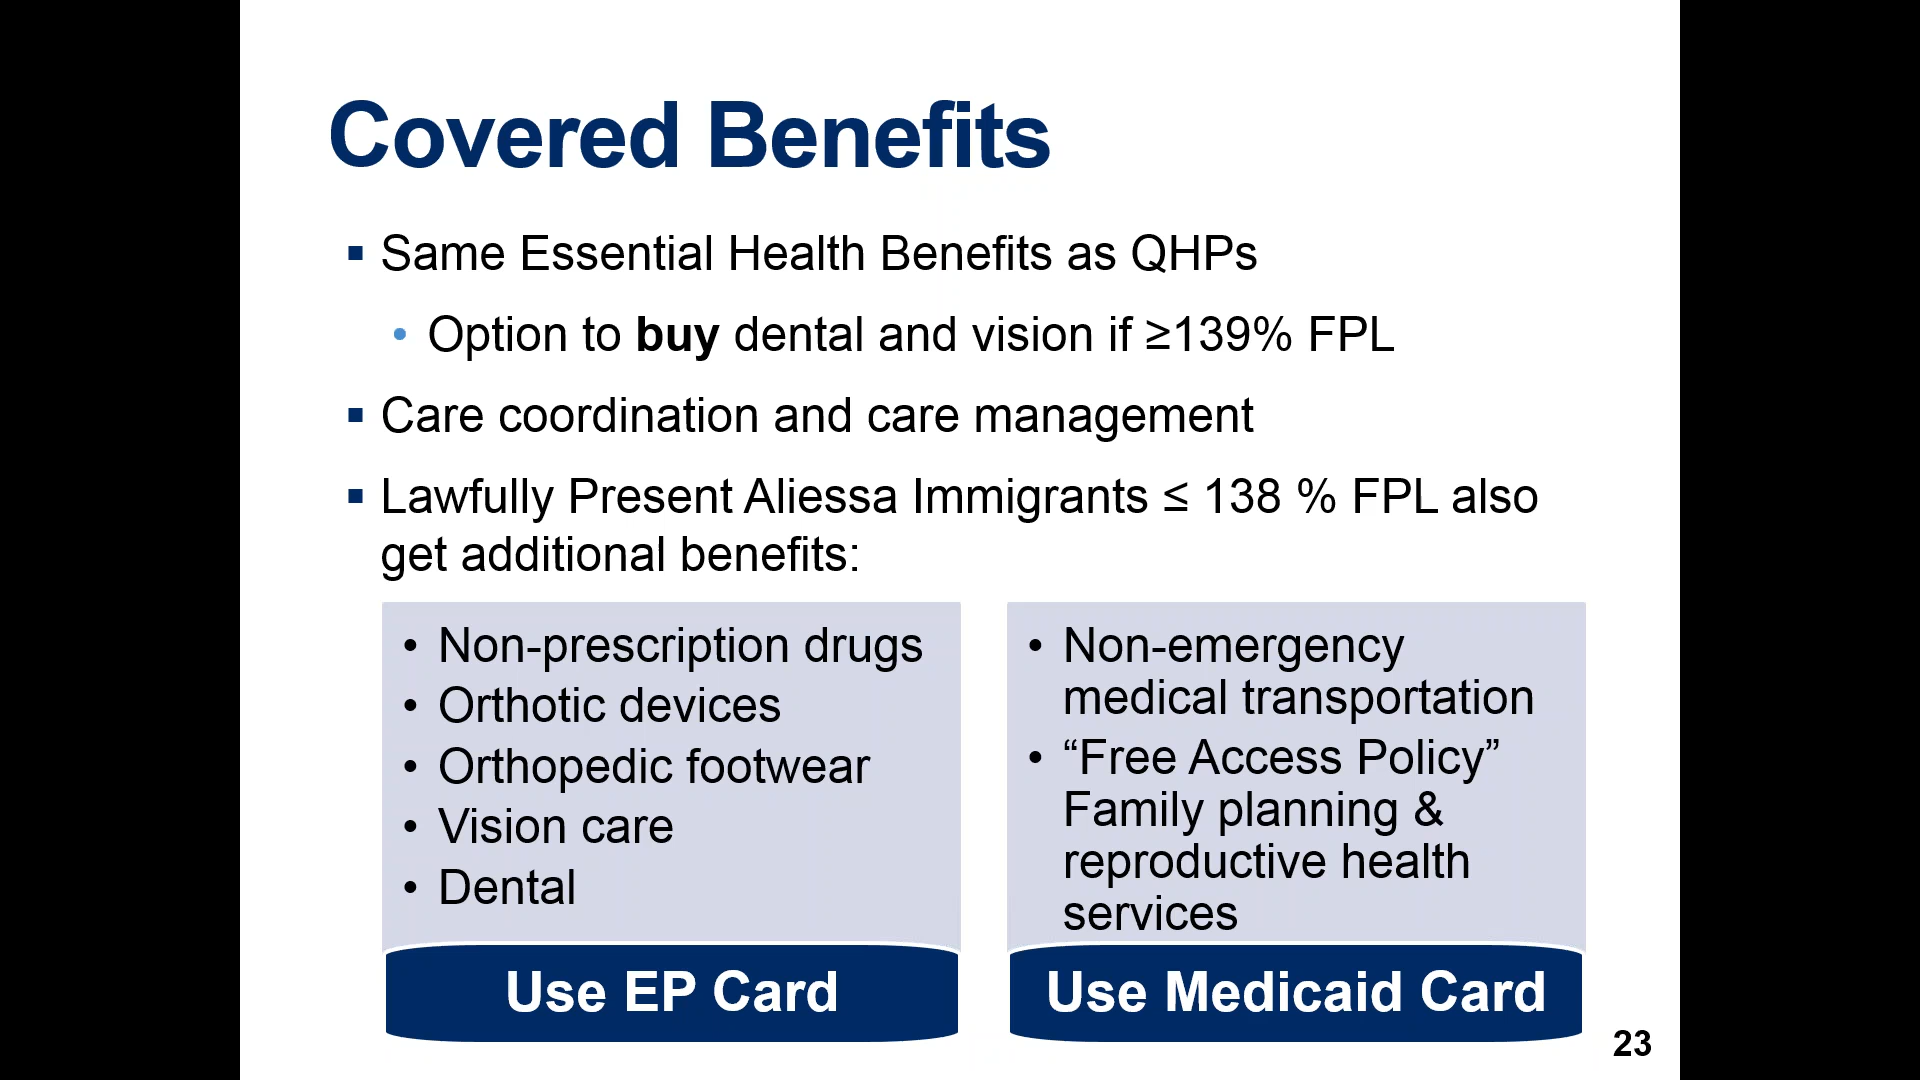 Covered Benefits
▪ Same Essential Health Benefits as QHPs
• Option to buy dental and vision if ≥139% FPL
▪ Care coordination and care management
▪ Lawfully Present Aliessa Immigrants ≤ 138 % FPL also
get additional benefits:
• Non-prescription drugs
• Orthotic devices
• Orthopedic footwear
• Vision care
• Dental
Use EP Card
• Non-emergency
medical transportation
• “Free Access Policy”
Family planning &
reproductive health
services
Use Medicaid Card
23